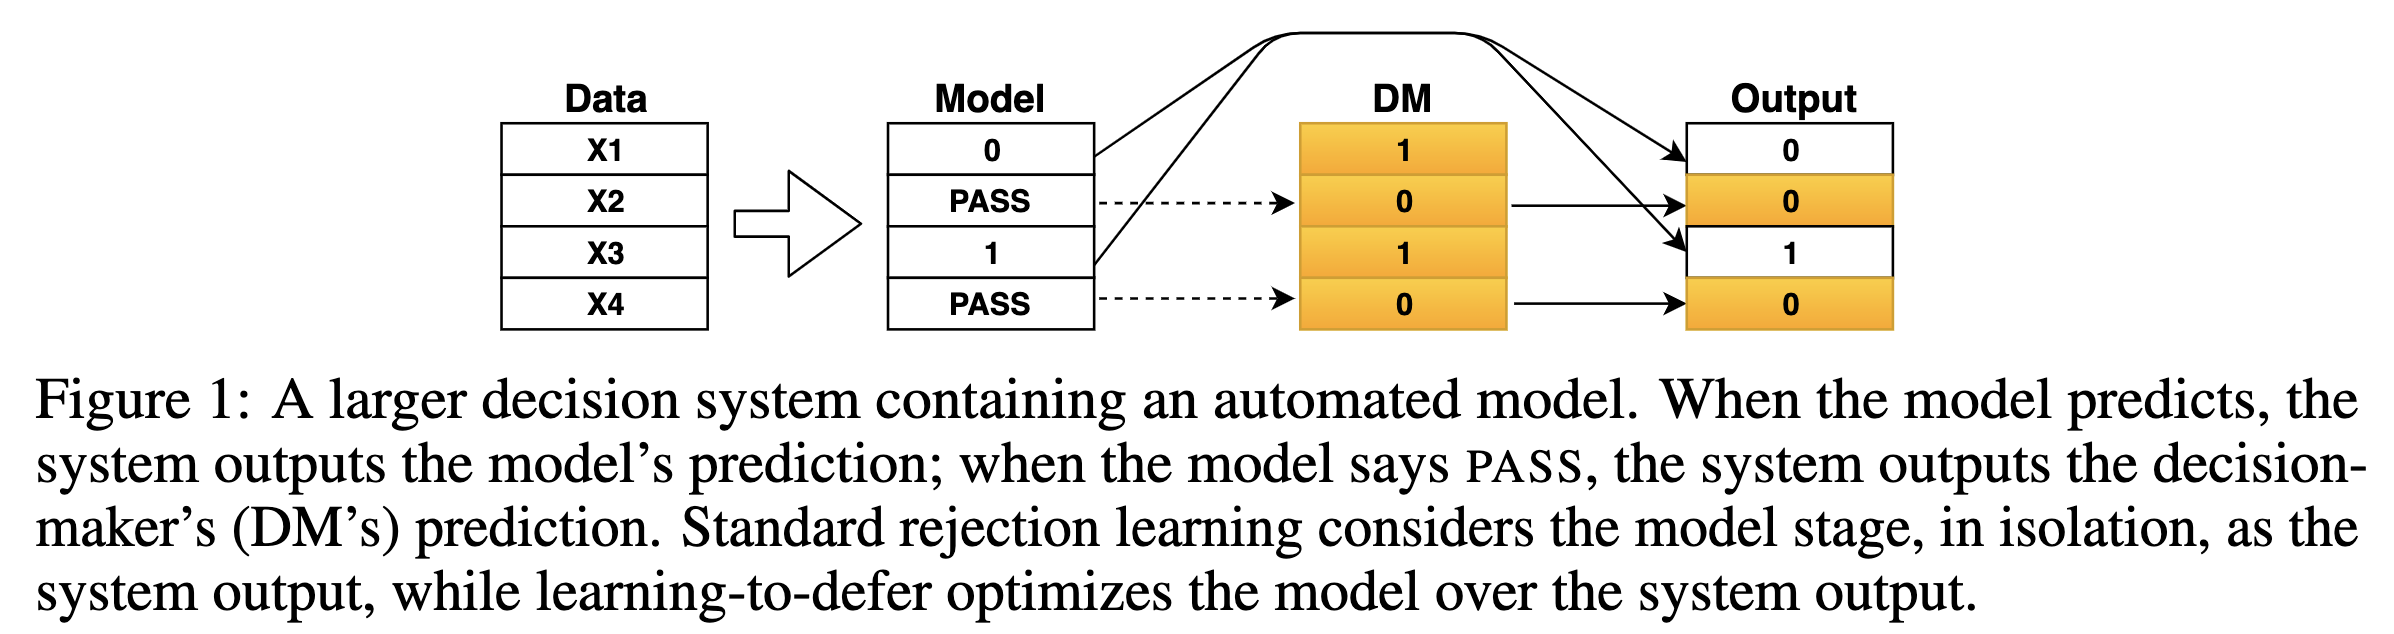 Data Model DM Output
X1 0 1 0
X2 PASS 0 0
X3 1 1 1
X4 PASS 0 0
Figure 1: A larger decision system containing an automated model. When the model predicts, the
system outputs the model’s prediction; when the model says PASS, the system outputs the decision-
maker’s (DM’s) prediction. Standard rejection learning considers the model stage, in isolation, as the
system output, while learning-to-defer optimizes the model over the system output.